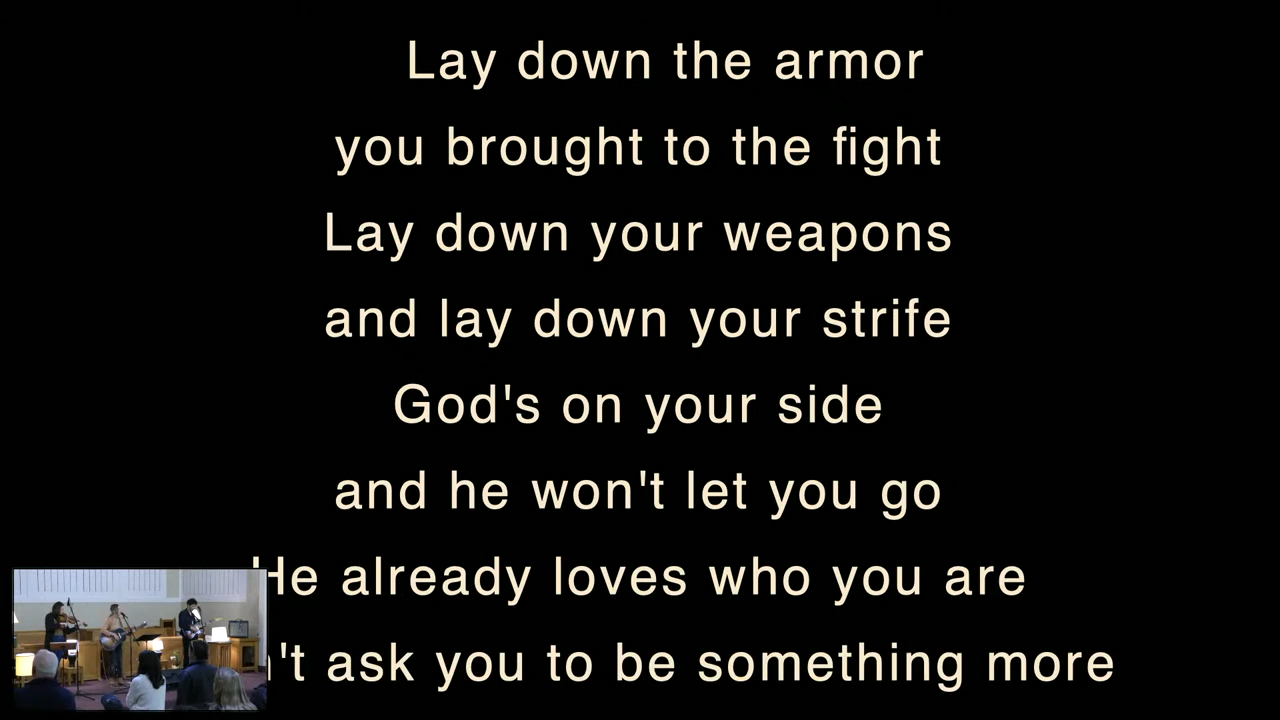 Lay down the armor
you brought to the fight
Lay down your weapons
and lay down your strife
God's on your side
and he won't let you go
He already loves who you are
ask you to be something more